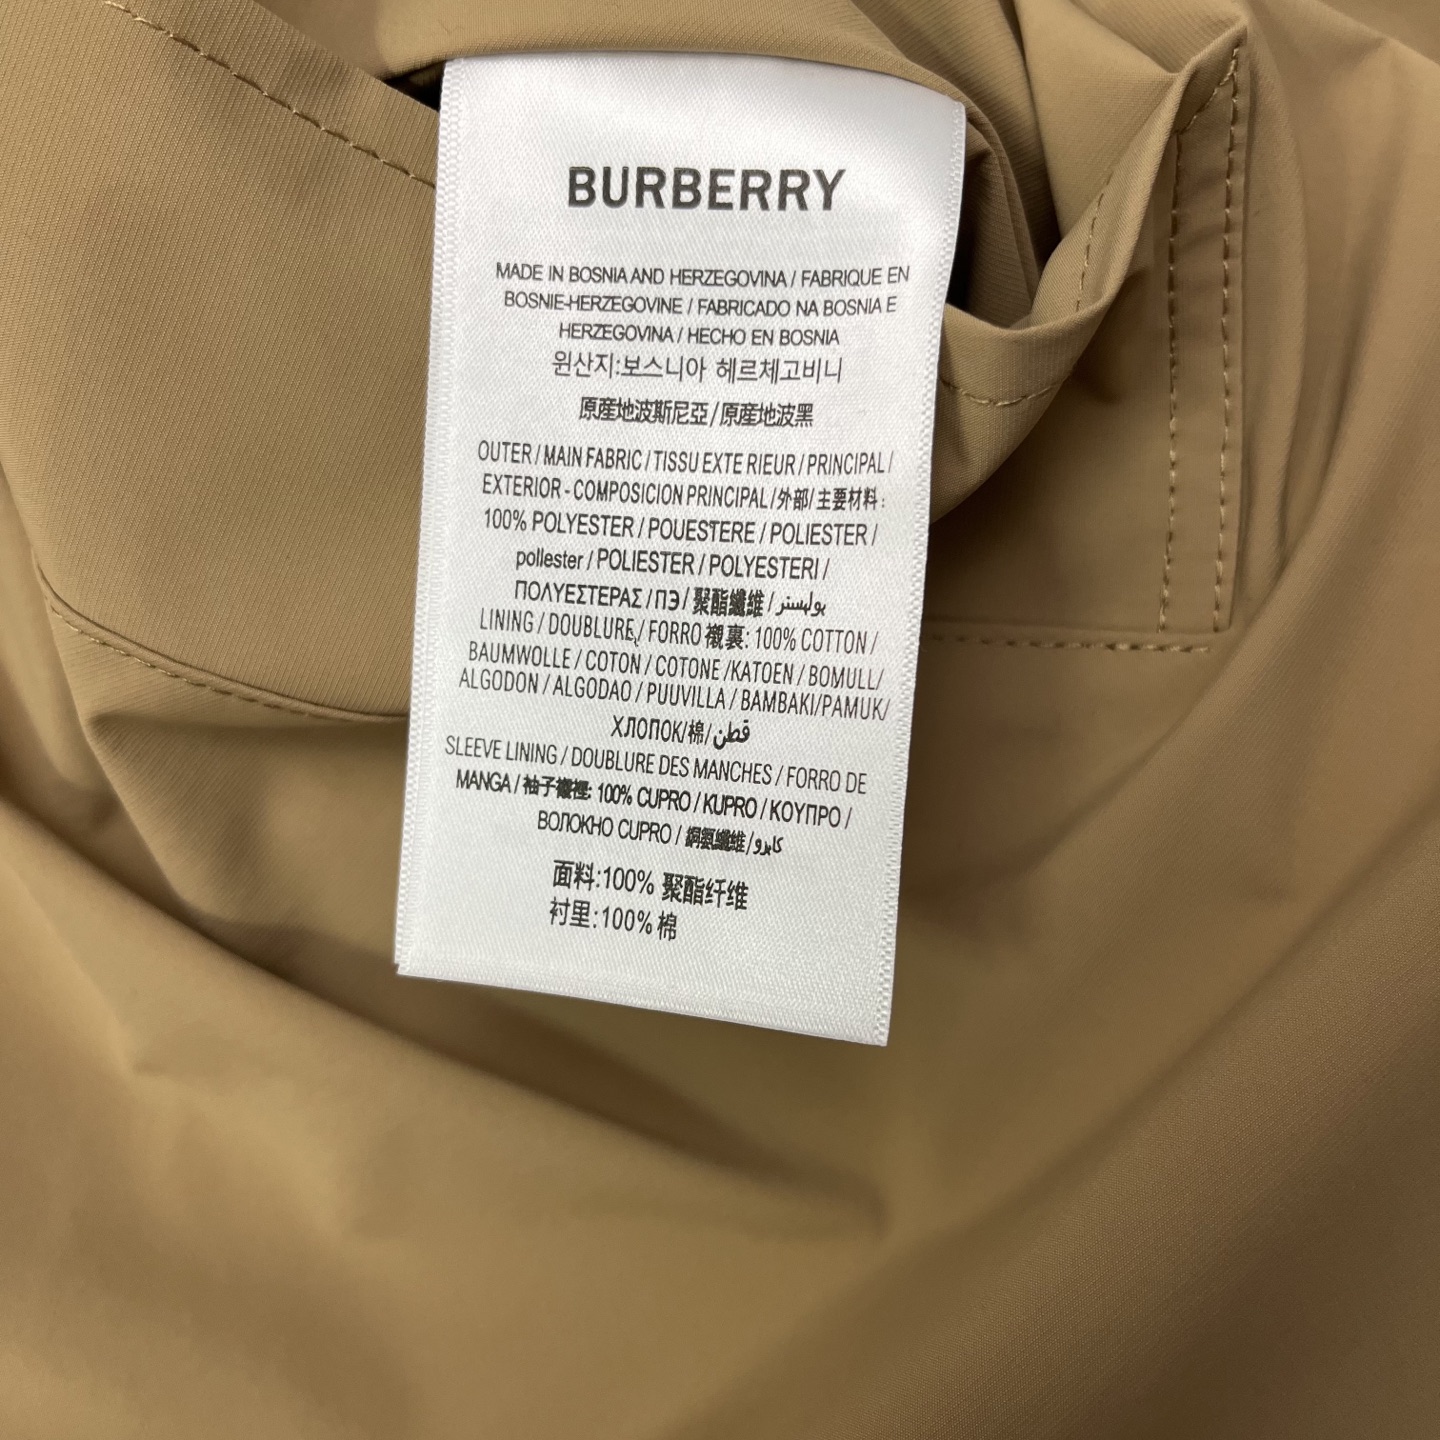 BURBERRY
MADE IN BOSNIA AND HERZEGOVINA / FABRIQUE EN
BOSNIE-HERZEGOVINE / FABRICADO NA BOSNIA E
HERZEGOVINA / HECHO EN BOSNIA
원산지:보스니아 헤르체고비니
原産地波斯尼亞/原産地波黑
OUTER / MAIN FABRIC / TISSU EXTE RIEUR / PRINCIPAL /
EXTERIOR - COMPOSICION PRINCIPAL /外部/主要材料:
100% POLYESTER / POUESTERE / POLIESTER /
pollester / POLIESTER / POLYESTERI /
ΠΟΛΥΕΣΤΕΡΑΣ / ПЭ / 聚酯纖维 / بوليستر
LINING / DOUBLURE / FORRO 襯裏: 100% COTTON /
BAUMWOLLE / COTON / COTONE /KATOEN / BOMULL/
ALGODON / ALGODAO / PUUVILLA / BAMBAKI/PAMUK/
ХЛОПОК/棉/قطن
SLEEVE LINING / DOUBLURE DES MANCHES / FORRO DE
MANGA / 袖子襯裡: 100% CUPRO / KUPRO / ΚΟΥΠΡΟ /
ВОЛОКНО CUPRO / 銅氨纖维/كابرو
面料:100% 聚酯纤维
衬里:100% 棉